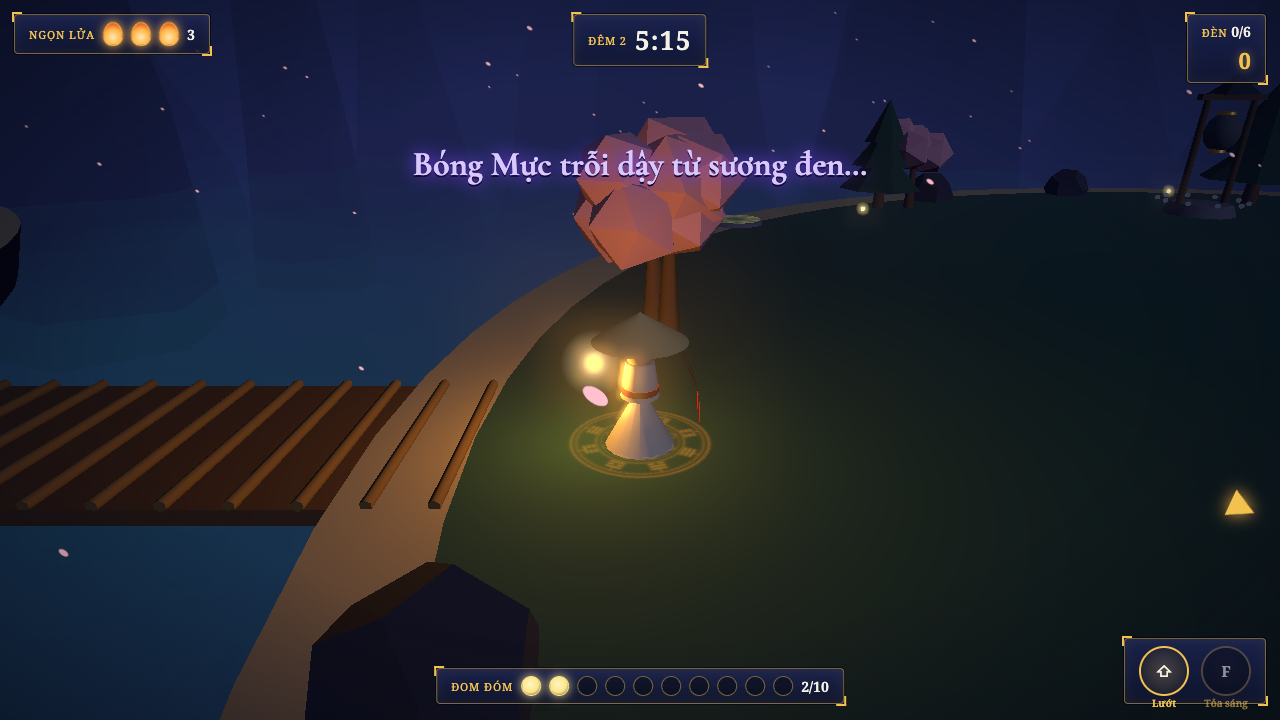 NGỌN LỬA 3
ĐÊM 2 5:15
ĐÈN 0/6
0
Bóng Mực trỗi dậy từ sương đen...
ĐOM ĐÓM 2/10
F
Lướt Tỏa sáng